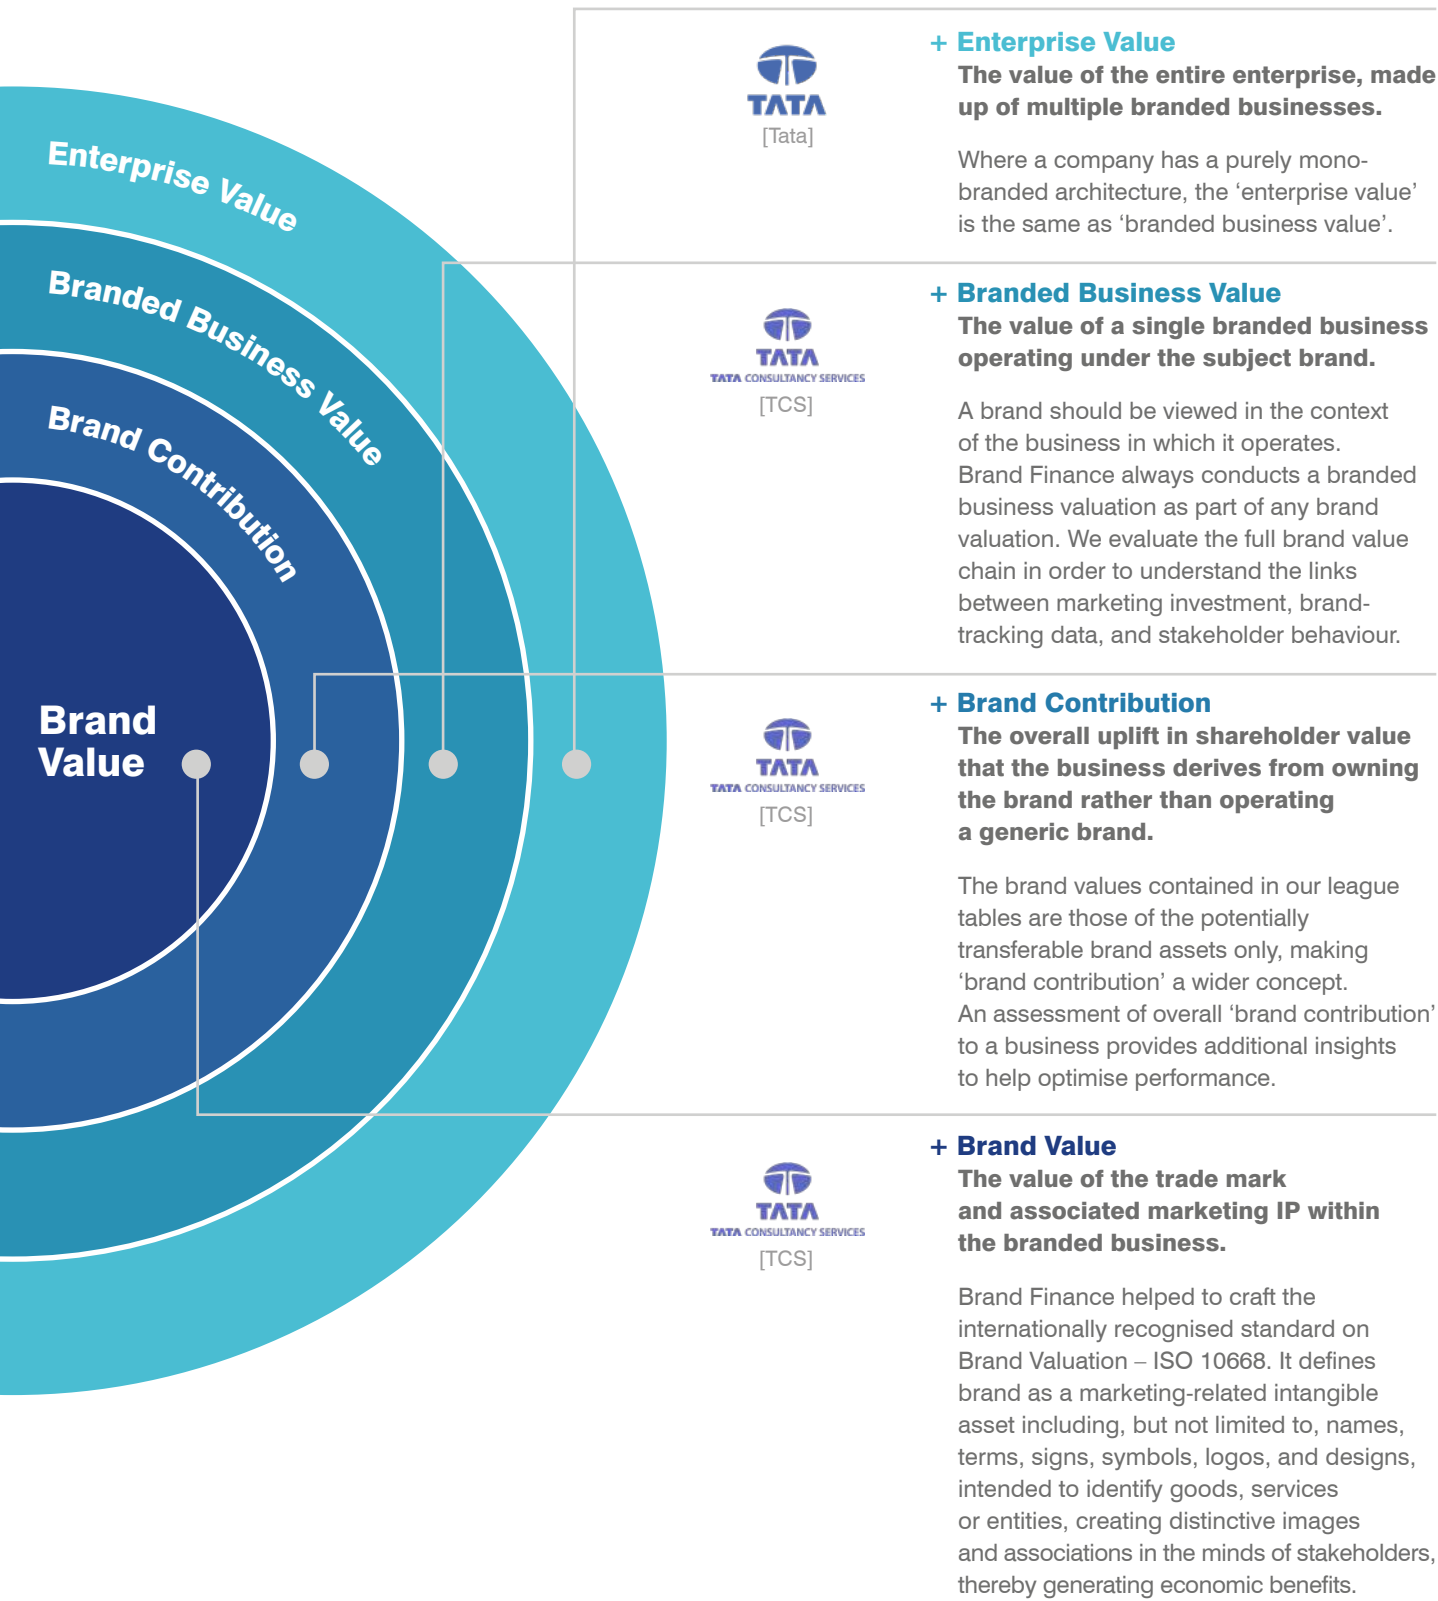 Enterprise Value
Branded Business Value
Brand Contribution
Brand
Value
TATA
[Tata]
+ Enterprise Value
The value of the entire enterprise, made
up of multiple branded businesses.
Where a company has a purely mono-
branded architecture, the ‘enterprise value’
is the same as ‘branded business value’.
TATA
TATA CONSULTANCY SERVICES
[TCS]
+ Branded Business Value
The value of a single branded business
operating under the subject brand.
A brand should be viewed in the context
of the business in which it operates.
Brand Finance always conducts a branded
business valuation as part of any brand
valuation. We evaluate the full brand value
chain in order to understand the links
between marketing investment, brand-
tracking data, and stakeholder behaviour.
TATA
TATA CONSULTANCY SERVICES
[TCS]
+ Brand Contribution
The overall uplift in shareholder value
that the business derives from owning
the brand rather than operating
a generic brand.
The brand values contained in our league
tables are those of the potentially
transferable brand assets only, making
‘brand contribution’ a wider concept.
An assessment of overall ‘brand contribution’
to a business provides additional insights
to help optimise performance.
TATA
TATA CONSULTANCY SERVICES
[TCS]
+ Brand Value
The value of the trade mark
and associated marketing IP within
the branded business.
Brand Finance helped to craft the
internationally recognised standard on
Brand Valuation – ISO 10668. It defines
brand as a marketing-related intangible
asset including, but not limited to, names,
terms, signs, symbols, logos, and designs,
intended to identify goods, services
or entities, creating distinctive images
and associations in the minds of stakeholders,
thereby generating economic benefits.